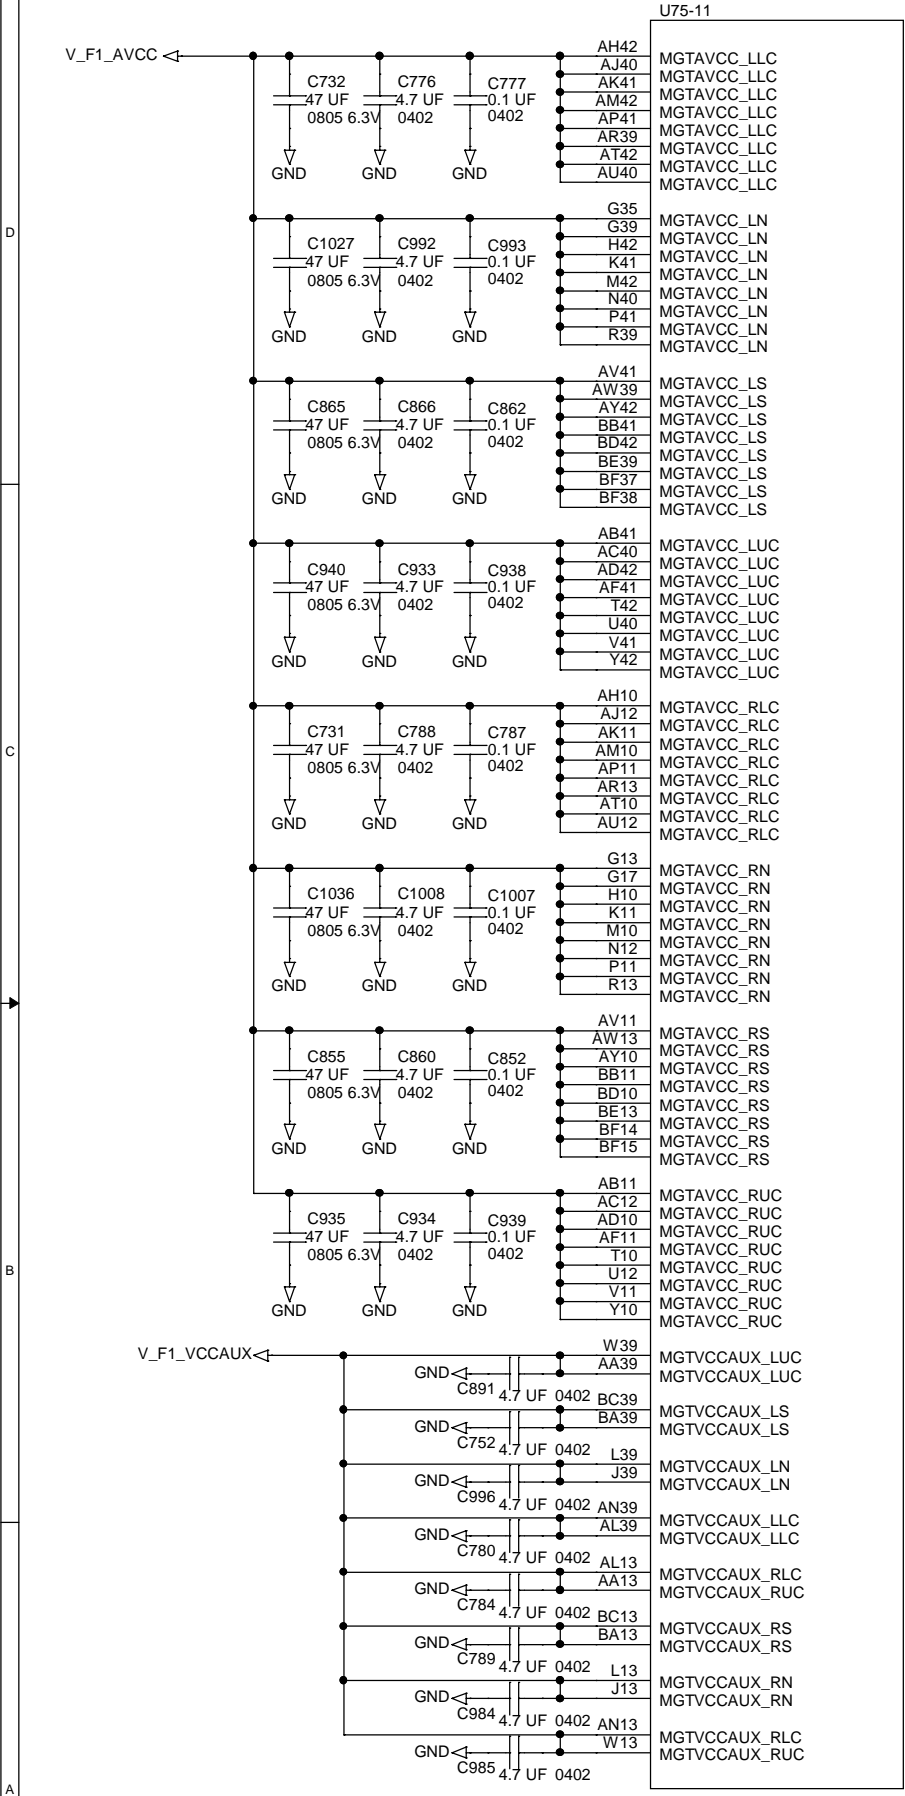 U75-11
V_F1_AVCC
C732
47 UF
0805 6.3V
GND
C776
4.7 UF
0402
GND
C777
0.1 UF
0402
GND
AH42 MGTAVCC_LLC
AJ40 MGTAVCC_LLC
AK41 MGTAVCC_LLC
AM42 MGTAVCC_LLC
AP41 MGTAVCC_LLC
AR39 MGTAVCC_LLC
AT42 MGTAVCC_LLC
AU40 MGTAVCC_LLC
D
C1027
47 UF
0805 6.3V
GND
C992
4.7 UF
0402
GND
C993
0.1 UF
0402
GND
G35 MGTAVCC_LN
G39 MGTAVCC_LN
H42 MGTAVCC_LN
K41 MGTAVCC_LN
M42 MGTAVCC_LN
N40 MGTAVCC_LN
P41 MGTAVCC_LN
R39 MGTAVCC_LN
C865
47 UF
0805 6.3V
GND
C866
4.7 UF
0402
GND
C862
0.1 UF
0402
GND
AV41 MGTAVCC_LS
AW39 MGTAVCC_LS
AY42 MGTAVCC_LS
BB41 MGTAVCC_LS
BD42 MGTAVCC_LS
BE39 MGTAVCC_LS
BF37 MGTAVCC_LS
BF38 MGTAVCC_LS
C940
47 UF
0805 6.3V
GND
C933
4.7 UF
0402
GND
C938
0.1 UF
0402
GND
AB41 MGTAVCC_LUC
AC40 MGTAVCC_LUC
AD42 MGTAVCC_LUC
AF41 MGTAVCC_LUC
T42 MGTAVCC_LUC
U40 MGTAVCC_LUC
V41 MGTAVCC_LUC
Y42 MGTAVCC_LUC
C
C731
47 UF
0805 6.3V
GND
C788
4.7 UF
0402
GND
C787
0.1 UF
0402
GND
AH10 MGTAVCC_RLC
AJ12 MGTAVCC_RLC
AK11 MGTAVCC_RLC
AM10 MGTAVCC_RLC
AP11 MGTAVCC_RLC
AR13 MGTAVCC_RLC
AT10 MGTAVCC_RLC
AU12 MGTAVCC_RLC
C1036
47 UF
0805 6.3V
GND
C1008
4.7 UF
0402
GND
C1007
0.1 UF
0402
GND
G13 MGTAVCC_RN
G17 MGTAVCC_RN
H10 MGTAVCC_RN
K11 MGTAVCC_RN
M10 MGTAVCC_RN
N12 MGTAVCC_RN
P11 MGTAVCC_RN
R13 MGTAVCC_RN
C855
47 UF
0805 6.3V
GND
C860
4.7 UF
0402
GND
C852
0.1 UF
0402
GND
AV11 MGTAVCC_RS
AW13 MGTAVCC_RS
AY10 MGTAVCC_RS
BB11 MGTAVCC_RS
BD10 MGTAVCC_RS
BE13 MGTAVCC_RS
BF14 MGTAVCC_RS
BF15 MGTAVCC_RS
B
C935
47 UF
0805 6.3V
GND
C934
4.7 UF
0402
GND
C939
0.1 UF
0402
GND
AB11 MGTAVCC_RUC
AC12 MGTAVCC_RUC
AD10 MGTAVCC_RUC
AF11 MGTAVCC_RUC
T10 MGTAVCC_RUC
U12 MGTAVCC_RUC
V11 MGTAVCC_RUC
Y10 MGTAVCC_RUC
V_F1_VCCAUX
W39 MGTVCCAUX_LUC
GND AA39 MGTVCCAUX_LUC
C891 4.7 UF 0402
BC39 MGTVCCAUX_LS
GND BA39 MGTVCCAUX_LS
C752 4.7 UF 0402
L39 MGTVCCAUX_LN
GND J39 MGTVCCAUX_LN
C996 4.7 UF 0402
AN39 MGTVCCAUX_LLC
GND AL39 MGTVCCAUX_LLC
C780 4.7 UF 0402
AL13 MGTVCCAUX_RLC
GND AA13 MGTVCCAUX_RUC
C784 4.7 UF 0402
BC13 MGTVCCAUX_RS
GND BA13 MGTVCCAUX_RS
C789 4.7 UF 0402
L13 MGTVCCAUX_RN
GND J13 MGTVCCAUX_RN
C984 4.7 UF 0402
AN13 MGTVCCAUX_RLC
GND W13 MGTVCCAUX_RUC
C985 4.7 UF 0402
A